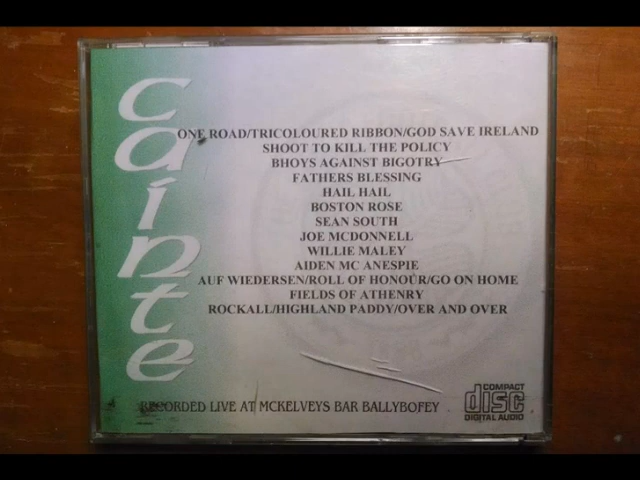 cainte
ONE ROAD/TRICOLOURED RIBBON/GOD SAVE IRELAND
SHOOT TO KILL THE POLICY
BHOYS AGAINST BIGOTRY
FATHERS BLESSING
HAIL HAIL
BOSTON ROSE
SEAN SOUTH
JOE MCDONNELL
WILLIE MALEY
AIDEN MC ANESPIE
AUF WIEDERSEN/ROLL OF HONOUR/GO ON HOME
FIELDS OF ATHENRY
ROCKALL/HIGHLAND PADDY/OVER AND OVER
RECORDED LIVE AT MCKELVEYS BAR BALLYBOFEY
COMPACT
disc
DIGITAL AUDIO